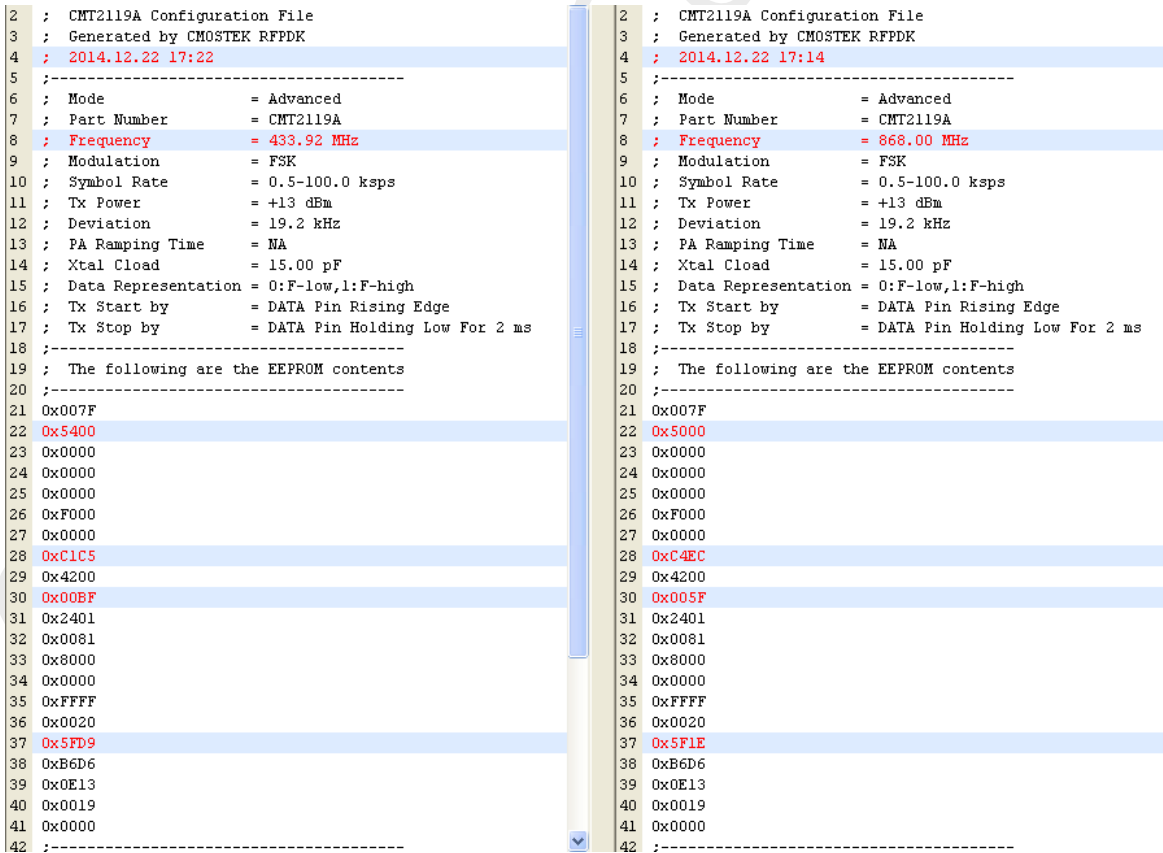 2 ; CMT2119A Configuration File
3 ; Generated by CMOSTEK RFPDK
4 ; 2014.12.22 17:22
5 ;--------------------------------------
6 ; Mode = Advanced
7 ; Part Number = CMT2119A
8 ; Frequency = 433.92 MHz
9 ; Modulation = FSK
10 ; Symbol Rate = 0.5-100.0 ksps
11 ; Tx Power = +13 dBm
12 ; Deviation = 19.2 kHz
13 ; PA Ramping Time = NA
14 ; Xtal Cload = 15.00 pF
15 ; Data Representation = 0:F-low,1:F-high
16 ; Tx Start by = DATA Pin Rising Edge
17 ; Tx Stop by = DATA Pin Holding Low For 2 ms
18 ;--------------------------------------
19 ; The following are the EEPROM contents
20 ;--------------------------------------
21 0x007F
22 0x5400
23 0x0000
24 0x0000
25 0x0000
26 0xF000
27 0x0000
28 0xC1C5
29 0x4200
30 0x00BF
31 0x2401
32 0x0081
33 0x8000
34 0x0000
35 0xFFFF
36 0x0020
37 0x5FD9
38 0xB6D6
39 0x0E13
40 0x0019
41 0x0000
42 ;--------------------------------------
2 ; CMT2119A Configuration File
3 ; Generated by CMOSTEK RFPDK
4 ; 2014.12.22 17:14
5 ;--------------------------------------
6 ; Mode = Advanced
7 ; Part Number = CMT2119A
8 ; Frequency = 868.00 MHz
9 ; Modulation = FSK
10 ; Symbol Rate = 0.5-100.0 ksps
11 ; Tx Power = +13 dBm
12 ; Deviation = 19.2 kHz
13 ; PA Ramping Time = NA
14 ; Xtal Cload = 15.00 pF
15 ; Data Representation = 0:F-low,1:F-high
16 ; Tx Start by = DATA Pin Rising Edge
17 ; Tx Stop by = DATA Pin Holding Low For 2 ms
18 ;--------------------------------------
19 ; The following are the EEPROM contents
20 ;--------------------------------------
21 0x007F
22 0x5000
23 0x0000
24 0x0000
25 0x0000
26 0xF000
27 0x0000
28 0xC4EC
29 0x4200
30 0x005F
31 0x2401
32 0x0081
33 0x8000
34 0x0000
35 0xFFFF
36 0x0020
37 0x5F1E
38 0xB6D6
39 0x0E13
40 0x0019
41 0x0000
42 ;--------------------------------------